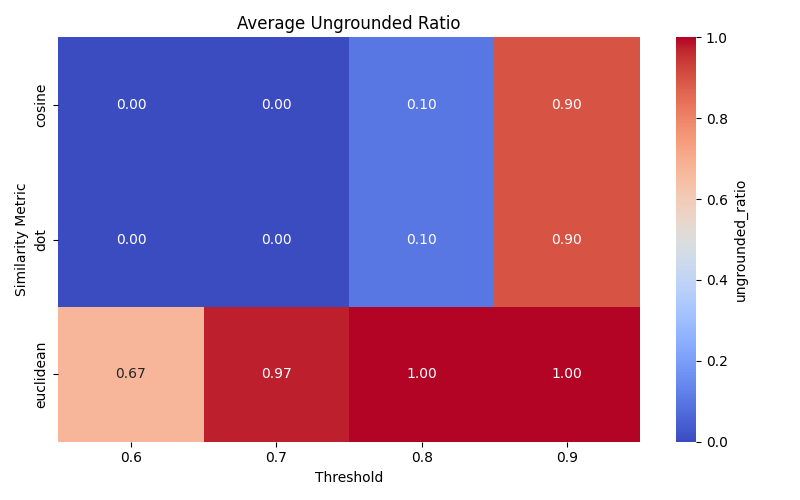 Average Ungrounded Ratio
Similarity Metric
cosine
0.00 0.00 0.10 0.90
dot
0.00 0.00 0.10 0.90
euclidean
0.67 0.97 1.00 1.00
0.6 0.7 0.8 0.9
Threshold
1.0
0.8
0.6
0.4
0.2
0.0
ungrounded_ratio